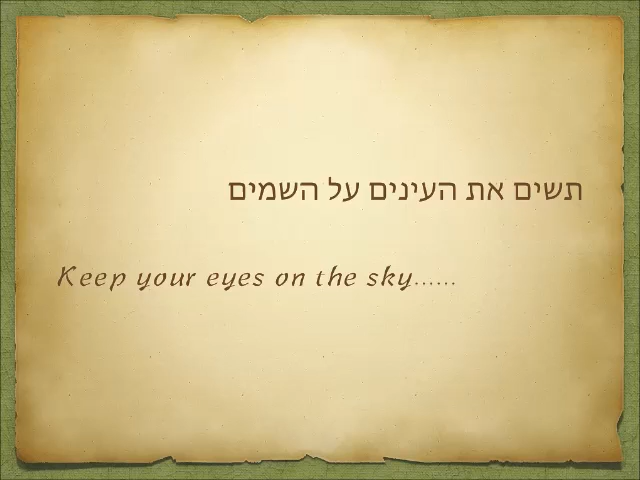 תשים את העינים על השמים
Keep your eyes on the sky......